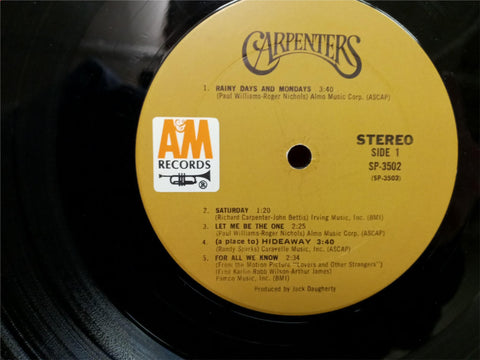 CARPENTERS
1. RAINY DAYS AND MONDAYS 3:40
(Paul Williams-Roger Nichols) Almo Music Corp. (ASCAP)
A&M
RECORDS
®
STEREO
SIDE 1
SP-3502
(SP-3503)
2. SATURDAY 1:20
(Richard Carpenter-John Bettis) Irving Music, Inc. (BMI)
3. LET ME BE THE ONE 2:25
(Paul Williams-Roger Nichols) Almo Music Corp. (ASCAP)
4. (a place to) HIDEAWAY 3:40
(Randy Sparks) Caravelle Music, Inc. (ASCAP)
5. FOR ALL WE KNOW 2:34
(From the Motion Picture "Lovers and Other Strangers")
(Fred Karlin-Robb Wilson-Arthur James)
Pamco Music, Inc. (BMI)
Produced by Jack Daugherty